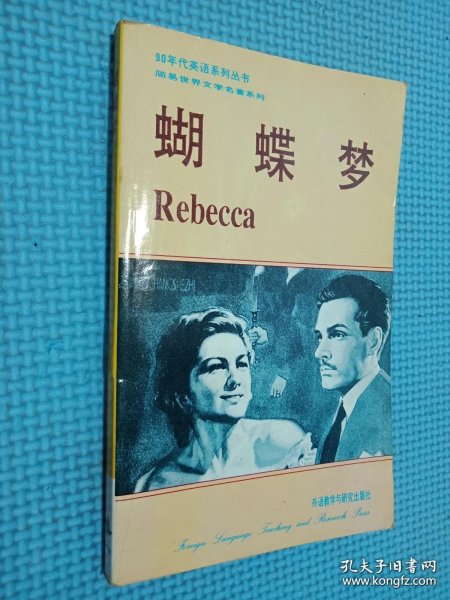 90年代英语系列丛书
简易世界文学名著系列
蝴蝶梦
Rebecca
外语教学与研究出版社
Foreign Language Teaching and Research Press
孔夫子旧书网
www.kongfz.com